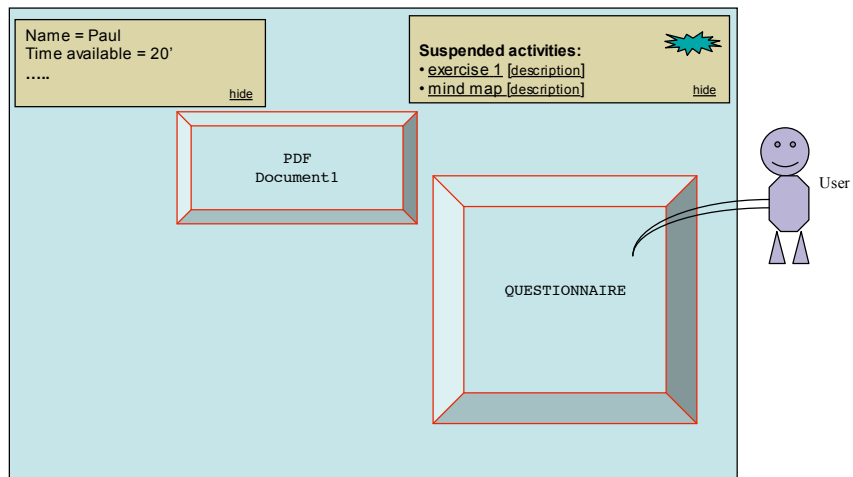 Name = Paul
Time available = 20’
…..
hide
Suspended activities:
• exercise 1 [description]
• mind map [description]
hide
PDF
Document1
User
QUESTIONNAIRE